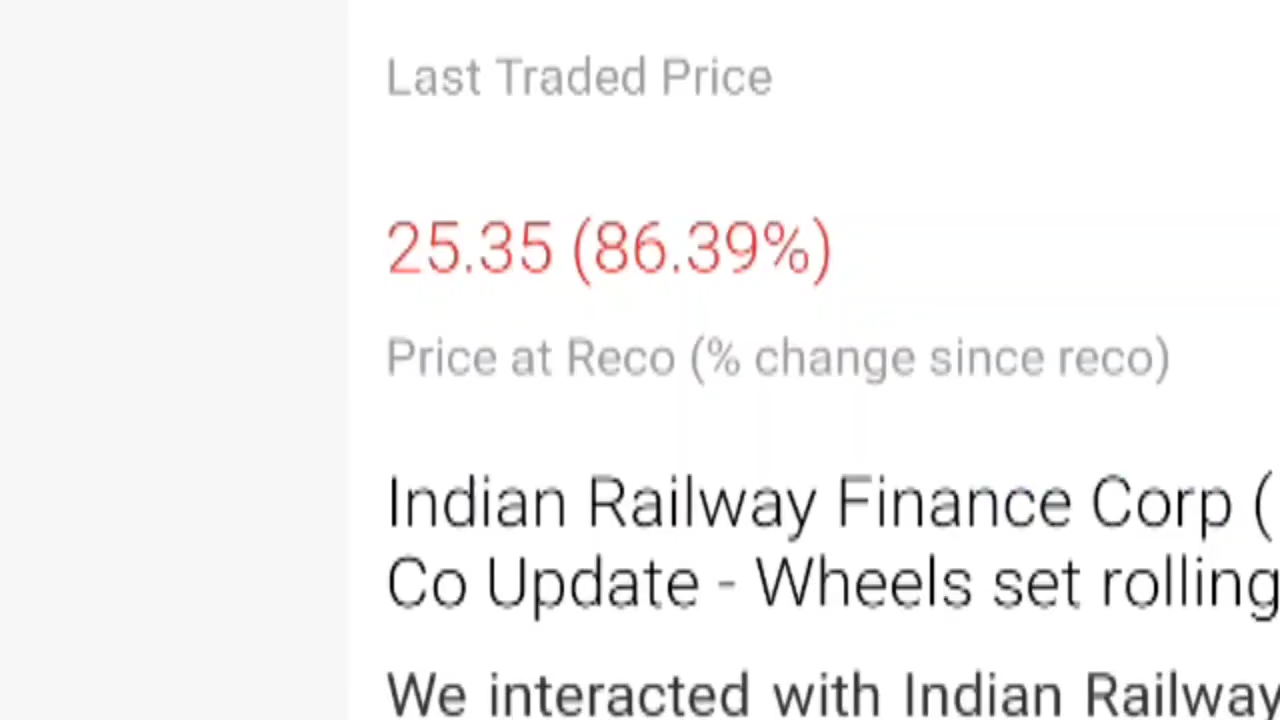 Last Traded Price
25.35 (86.39%)
Price at Reco (% change since reco)
Indian Railway Finance Corp (
Co Update - Wheels set rolling
We interacted with Indian Railway